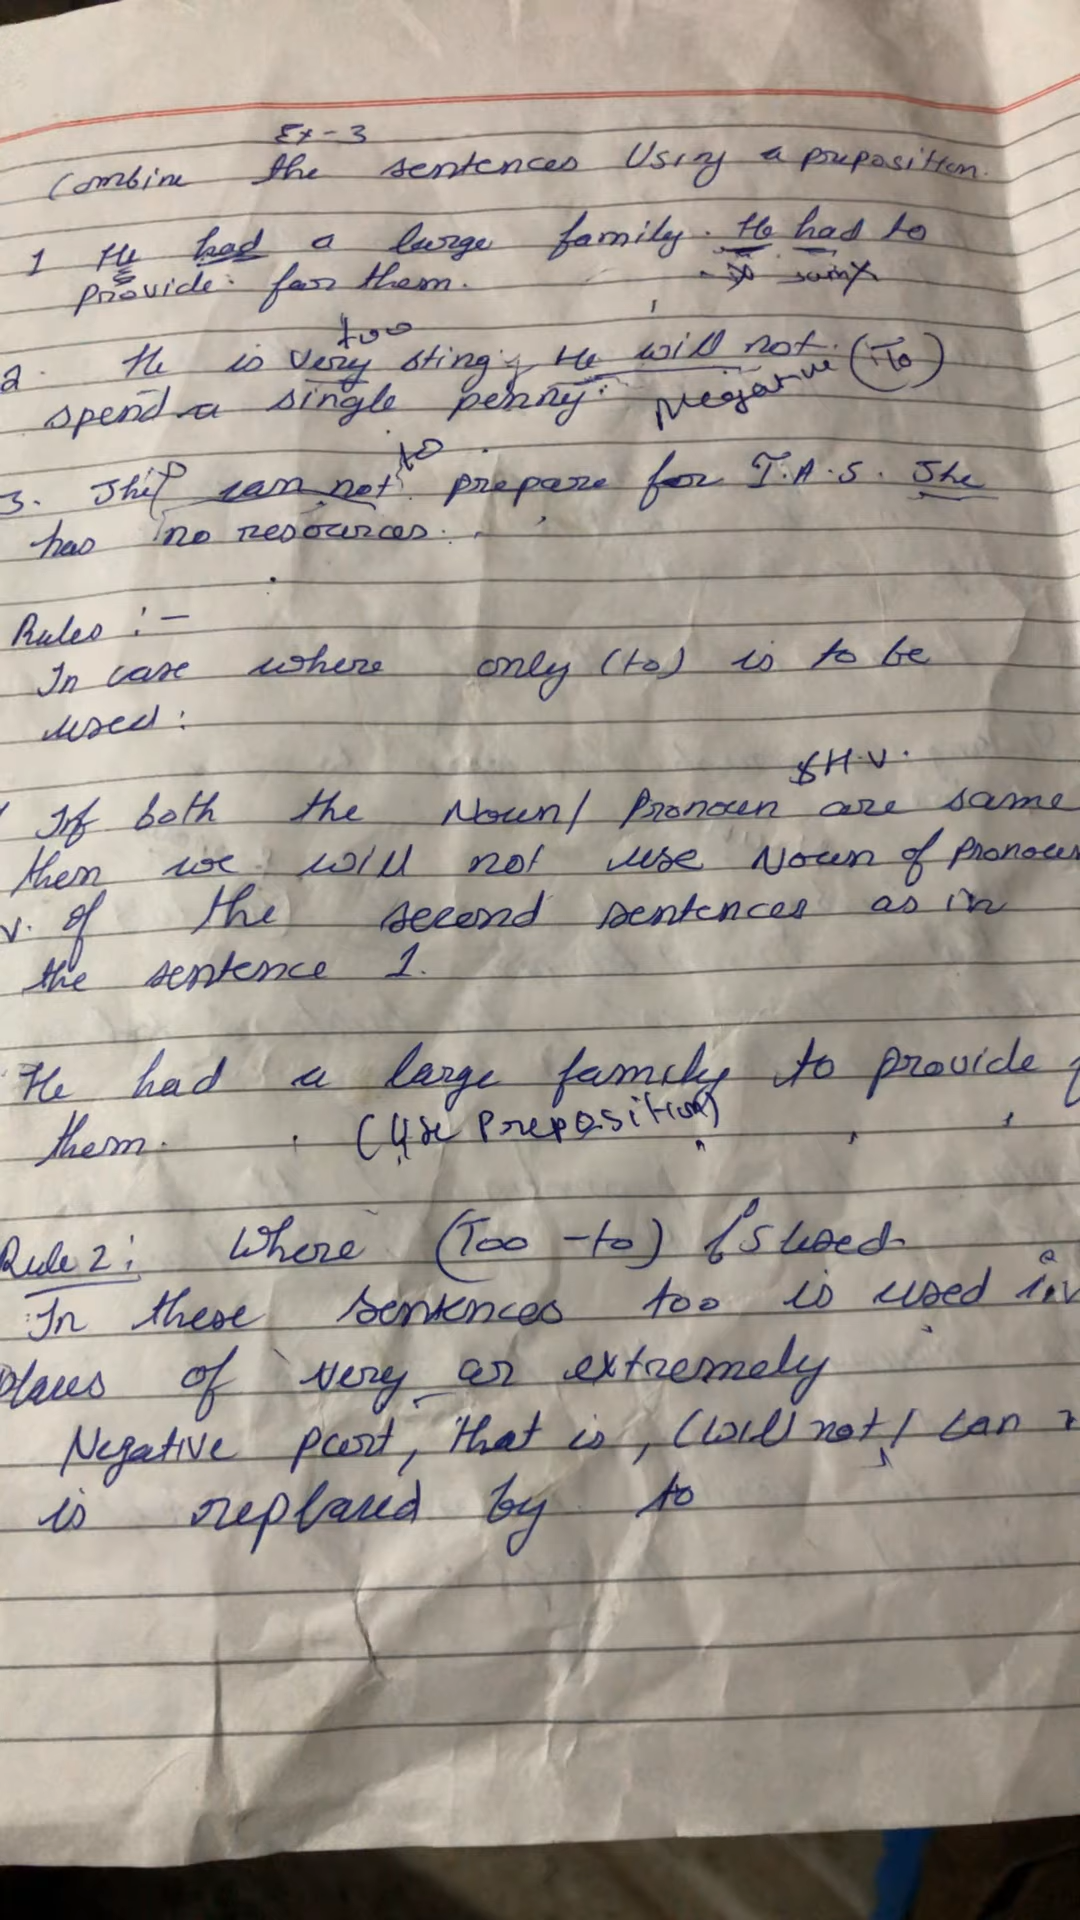 Ex-3
Combine the sentences Using a preposition.
1 He had a large family. He had to
provide for them.
too
2. He is very sting, He will not (To)
spend a single penny. Negative
to
3. She can not prepare for I.A.S. She
has no resources.
Rules :-
In case where only (to) is to be
used:
H.V.
If both the Noun/ Pronoun are same
then we will not use Noun of Pronoun
v. of the second sentences as in
the sentence 1.
He had a large family to provide
them. (Use Preposition)
Rule 2: Where (Too -to) is used
In these sentences too is used in
places of very or extremely
Negative part, that is, (will not / can
is replaced by to